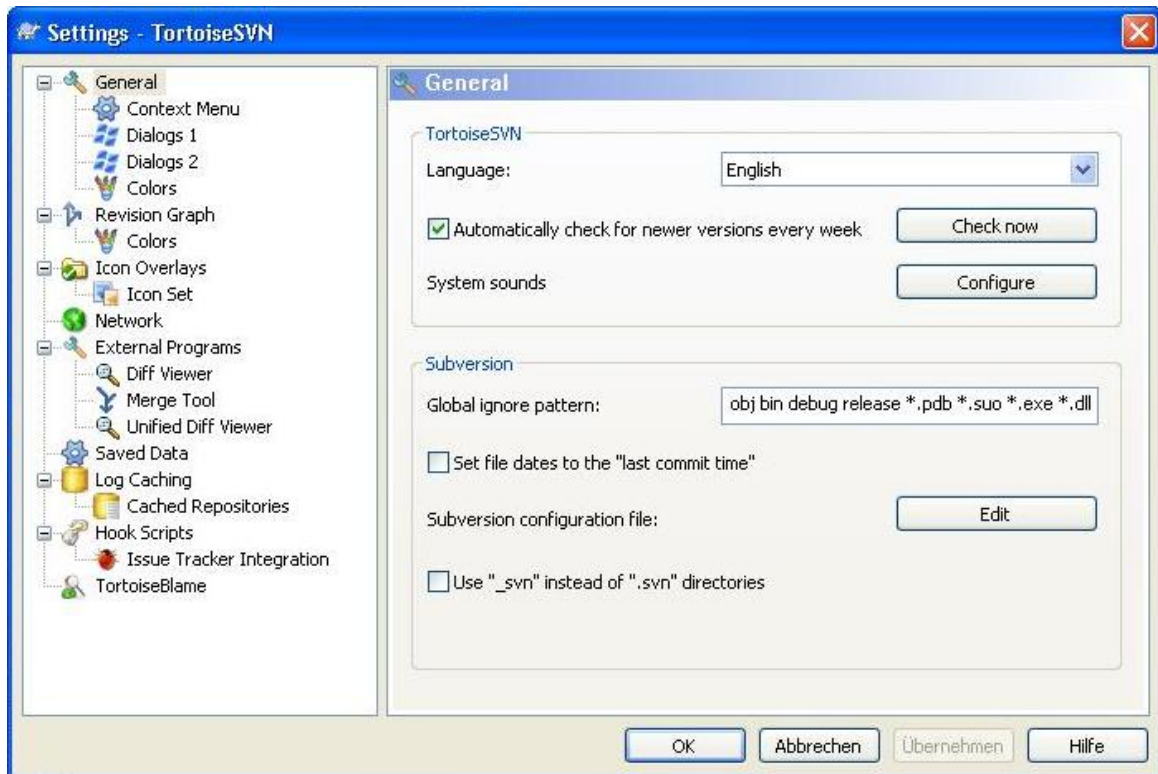 Settings - TortoiseSVN
General
Context Menu
Dialogs 1
Dialogs 2
Colors
Revision Graph
Colors
Icon Overlays
Icon Set
Network
External Programs
Diff Viewer
Merge Tool
Unified Diff Viewer
Saved Data
Log Caching
Cached Repositories
Hook Scripts
Issue Tracker Integration
TortoiseBlame
General
TortoiseSVN
Language: English
Automatically check for newer versions every week Check now
System sounds Configure
Subversion
Global ignore pattern: obj bin debug release *.pdb *.suo *.exe *.dll
Set file dates to the "last commit time"
Subversion configuration file: Edit
Use "_svn" instead of ".svn" directories
OK Abbrechen Übernehmen Hilfe